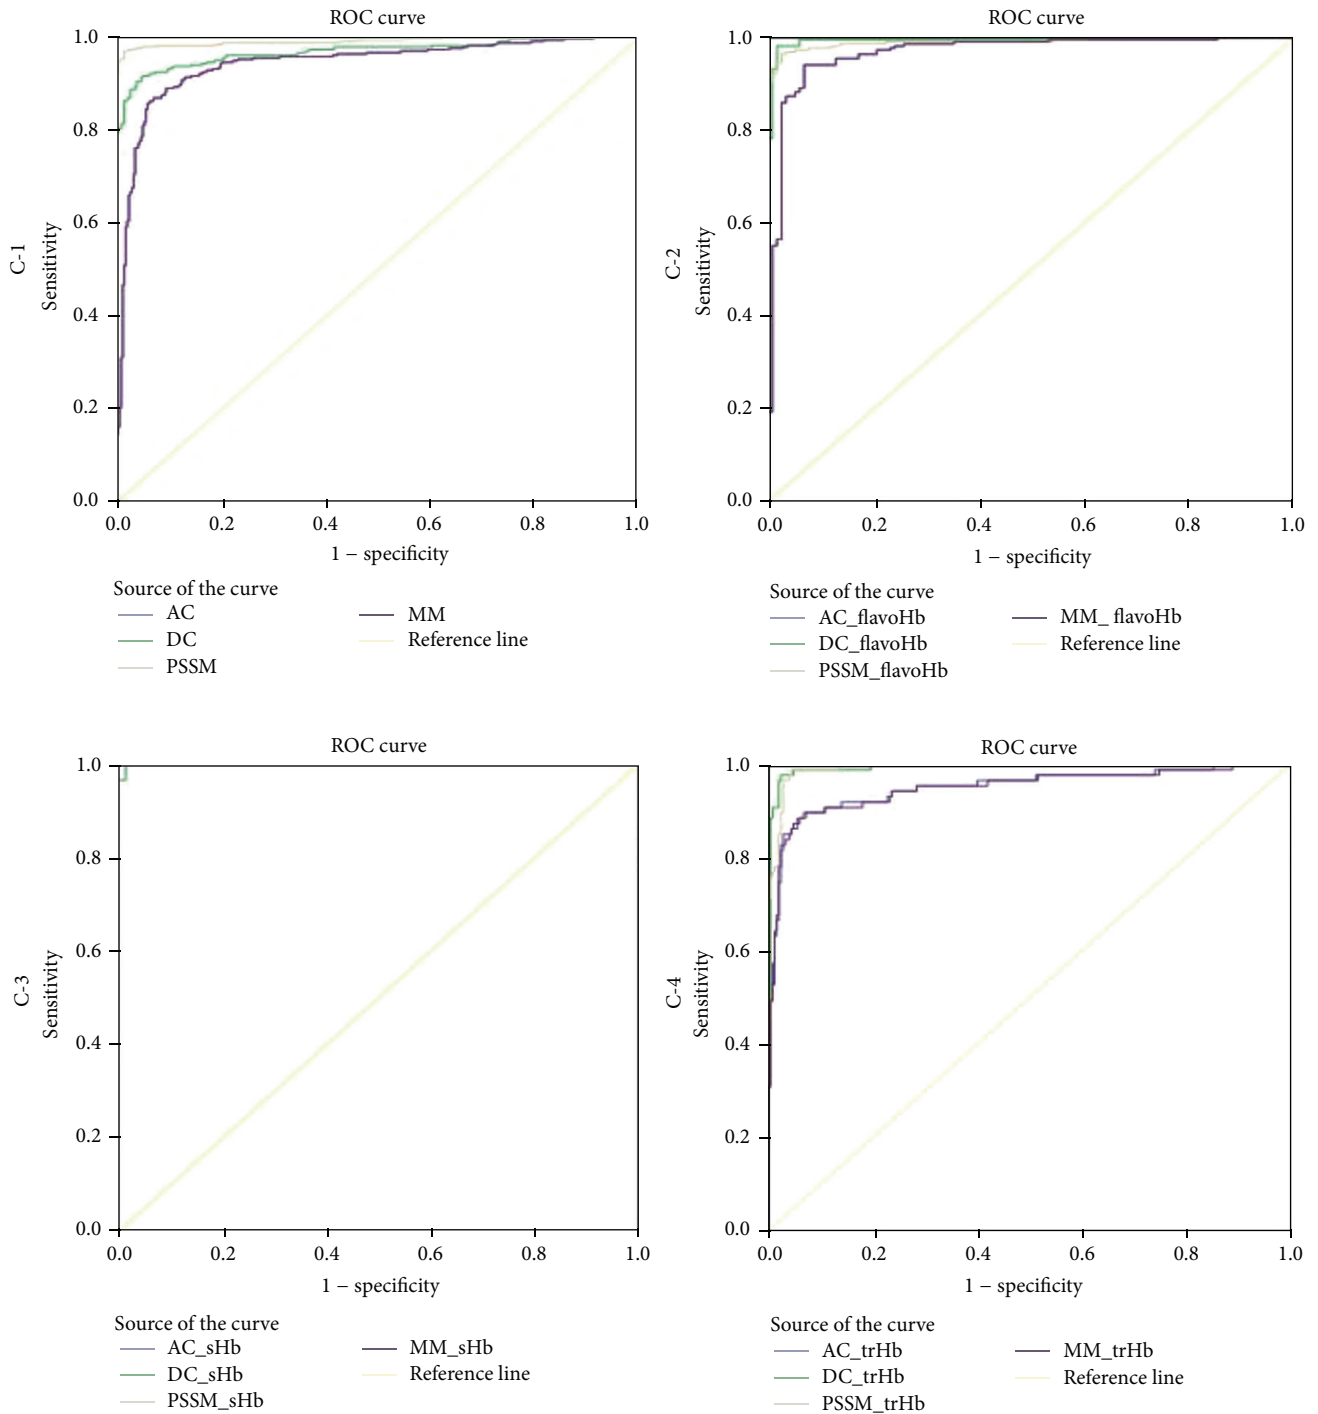 ROC curve
1.0
0.8
0.6
0.4
0.2
0.0
C-1
Sensitivity
0.0 0.2 0.4 0.6 0.8 1.0
1 − specificity
Source of the curve
AC
DC
PSSM
MM
Reference line
ROC curve
1.0
0.8
0.6
0.4
0.2
0.0
C-2
Sensitivity
0.0 0.2 0.4 0.6 0.8 1.0
1 − specificity
Source of the curve
AC_flavoHb
DC_flavoHb
PSSM_flavoHb
MM_ flavoHb
Reference line
ROC curve
1.0
0.8
0.6
0.4
0.2
0.0
C-3
Sensitivity
0.0 0.2 0.4 0.6 0.8 1.0
1 − specificity
Source of the curve
AC_sHb
DC_sHb
PSSM_sHb
MM_sHb
Reference line
ROC curve
1.0
0.8
0.6
0.4
0.2
0.0
C-4
Sensitivity
0.0 0.2 0.4 0.6 0.8 1.0
1 − specificity
Source of the curve
AC_trHb
DC_trHb
PSSM_trHb
MM_trHb
Reference line